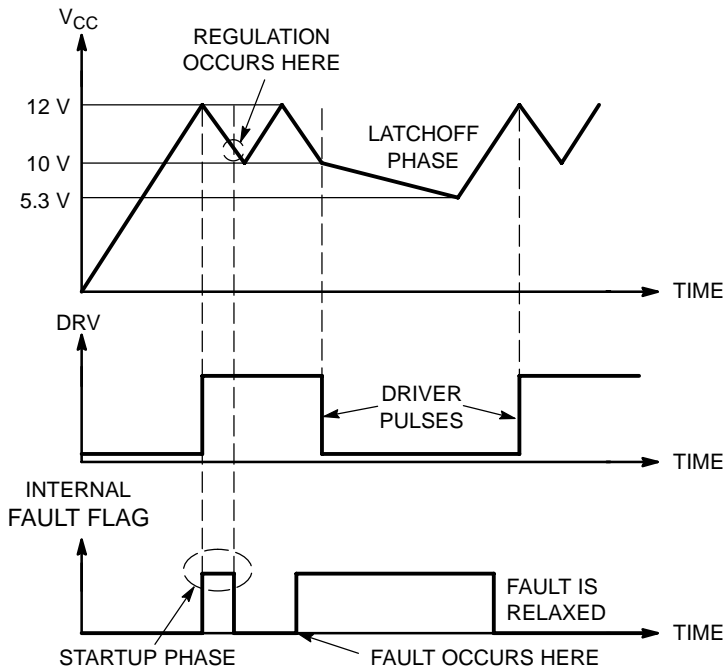 VCC
REGULATION
OCCURS HERE
12 V
10 V
5.3 V
LATCHOFF
PHASE
TIME
DRV
DRIVER
PULSES
TIME
INTERNAL
FAULT FLAG
FAULT IS
RELAXED
TIME
STARTUP PHASE
FAULT OCCURS HERE